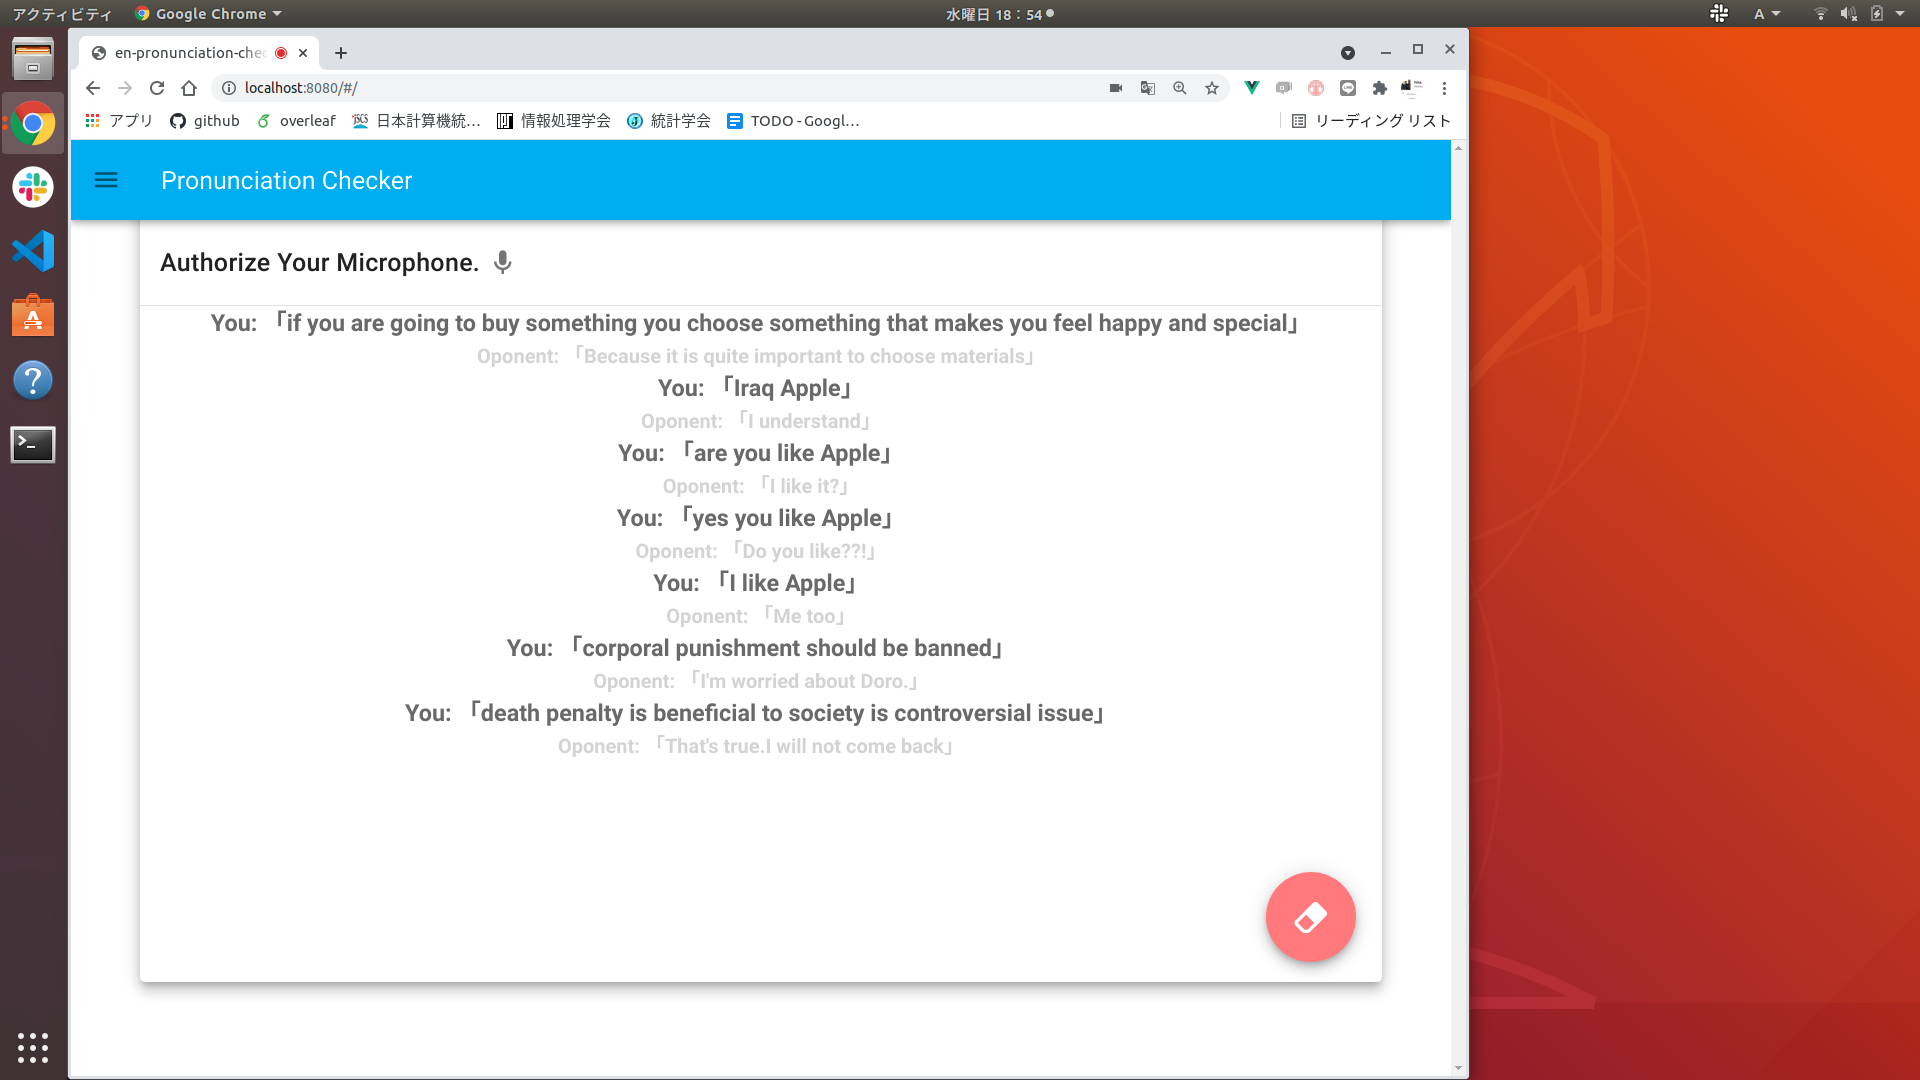 アクティビティ Google Chrome 水曜日 18：54 A
en-pronunciation-chec
localhost:8080/#/
アプリ github overleaf 日本計算機統… 情報処理学会 統計学会 TODO - Googl… リーディング リスト
Pronunciation Checker
Authorize Your Microphone.
You: 「if you are going to buy something you choose something that makes you feel happy and special」
Oponent: 「Because it is quite important to choose materials」
You: 「Iraq Apple」
Oponent: 「I understand」
You: 「are you like Apple」
Oponent: 「I like it?」
You: 「yes you like Apple」
Oponent: 「Do you like??!」
You: 「I like Apple」
Oponent: 「Me too」
You: 「corporal punishment should be banned」
Oponent: 「I'm worried about Doro.」
You: 「death penalty is beneficial to society is controversial issue」
Oponent: 「That's true.I will not come back」